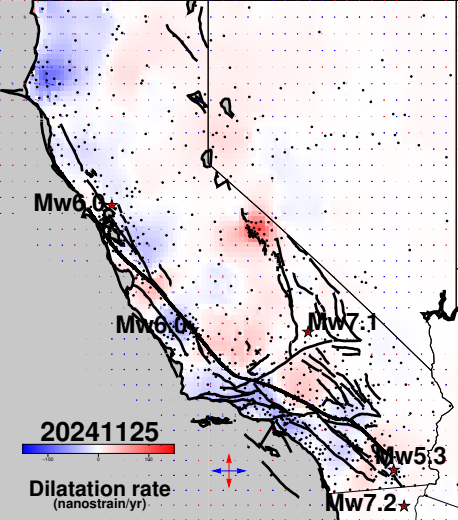 Mw6.0
Mw7.1
Mw6.0
20241125
Mw5.3
-100 0 100
Dilatation rate
(nanostrain/yr)
Mw7.2